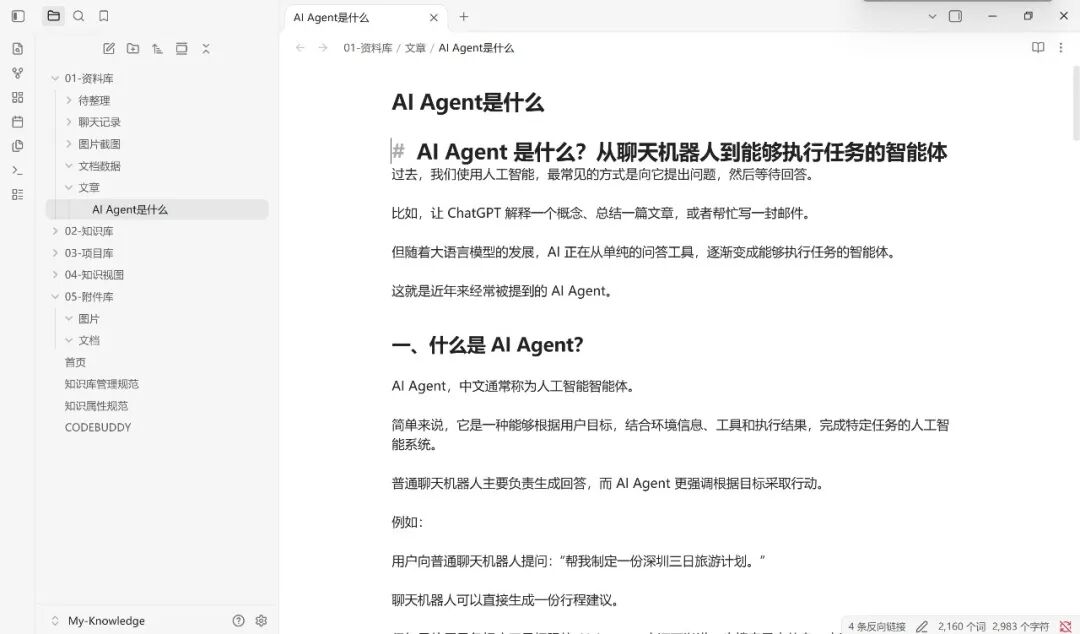 AI Agent是什么
01-资料库 / 文章 / AI Agent是什么
01-资料库
待整理
聊天记录
图片截图
文档数据
文章
AI Agent是什么
02-知识库
03-项目库
04-知识视图
05-附件库
图片
文档
首页
知识库管理规范
知识属性规范
CODEBUDDY
My-Knowledge
AI Agent是什么
# AI Agent 是什么？从聊天机器人到能够执行任务的智能体
过去，我们使用人工智能，最常见的方式是向它提出问题，然后等待回答。
比如，让 ChatGPT 解释一个概念、总结一篇文章，或者帮忙写一封邮件。
但随着大语言模型的发展，AI 正在从单纯的问答工具，逐渐变成能够执行任务的智能体。
这就是近年来经常被提到的 AI Agent。
一、什么是 AI Agent？
AI Agent，中文通常称为人工智能智能体。
简单来说，它是一种能够根据用户目标，结合环境信息、工具和执行结果，完成特定任务的人工智
能系统。
普通聊天机器人主要负责生成回答，而 AI Agent 更强调根据目标采取行动。
例如：
用户向普通聊天机器人提问：“帮我制定一份深圳三日旅游计划。”
聊天机器人可以直接生成一份行程建议。
4 条反向链接 2,160 个词 2,983 个字符